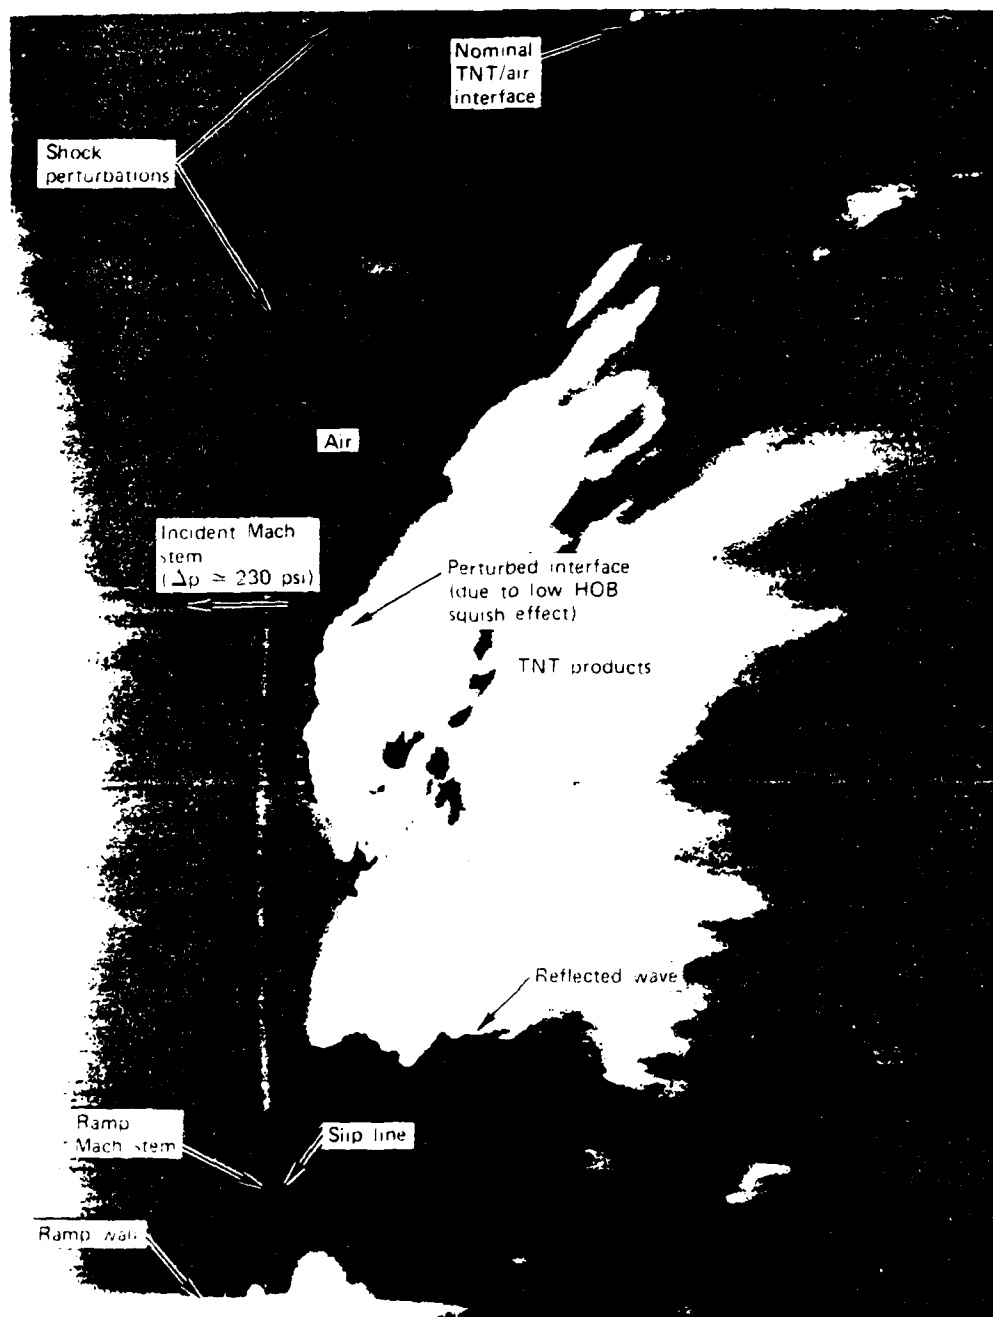 Nominal
TNT/air
interface
Shock
perturbations
Air
Incident Mach
stem
(Δp ≃ 230 psi)
Perturbed interface
(due to low HOB
squish effect)
TNT products
Reflected wave
Ramp
Mach stem
Slip line
Ramp wall